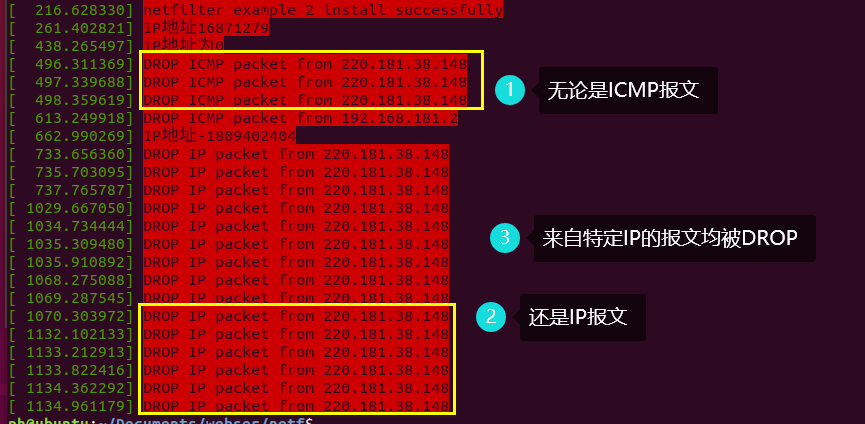 [  216.628330] netfilter example 2 install successfully
[  261.402821] IP地址16871279
[  438.265497] IP地址为0
[  496.311369] DROP ICMP packet from 220.181.38.148
[  497.339688] DROP ICMP packet from 220.181.38.148
[  498.359619] DROP ICMP packet from 220.181.38.148
1 无论是ICMP报文
[  613.249918] DROP ICMP packet from 192.168.181.2
[  662.990269] IP地址-1809402404
[  733.656360] DROP IP packet from 220.181.38.148
[  735.703095] DROP IP packet from 220.181.38.148
[  737.765787] DROP IP packet from 220.181.38.148
[ 1029.667050] DROP IP packet from 220.181.38.148
[ 1034.734444] DROP IP packet from 220.181.38.148
[ 1035.309480] DROP IP packet from 220.181.38.148
3 来自特定IP的报文均被DROP
[ 1035.910892] DROP IP packet from 220.181.38.148
[ 1068.275088] DROP IP packet from 220.181.38.148
[ 1069.287545] DROP IP packet from 220.181.38.148
[ 1070.303972] DROP IP packet from 220.181.38.148
2 还是IP报文
[ 1132.102133] DROP IP packet from 220.181.38.148
[ 1133.212913] DROP IP packet from 220.181.38.148
[ 1133.822416] DROP IP packet from 220.181.38.148
[ 1134.362292] DROP IP packet from 220.181.38.148
[ 1134.961179] DROP IP packet from 220.181.38.148
ph@ubuntu:~/Documents/websec/netf$